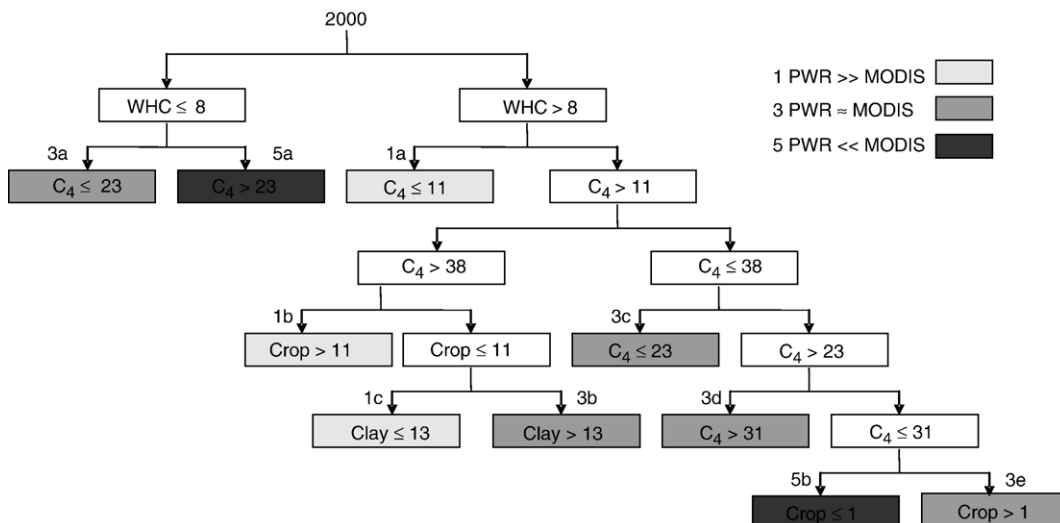 2000
1 PWR >> MODIS
3 PWR ≈ MODIS
5 PWR << MODIS
WHC ≤ 8
WHC > 8
3a
5a
1a
C₄ ≤ 23
C₄ > 23
C₄ ≤ 11
C₄ > 11
C₄ > 38
C₄ ≤ 38
1b
3c
Crop > 11
Crop ≤ 11
C₄ ≤ 23
C₄ > 23
1c
3b
3d
Clay ≤ 13
Clay > 13
C₄ > 31
C₄ ≤ 31
5b
3e
Crop ≤ 1
Crop > 1